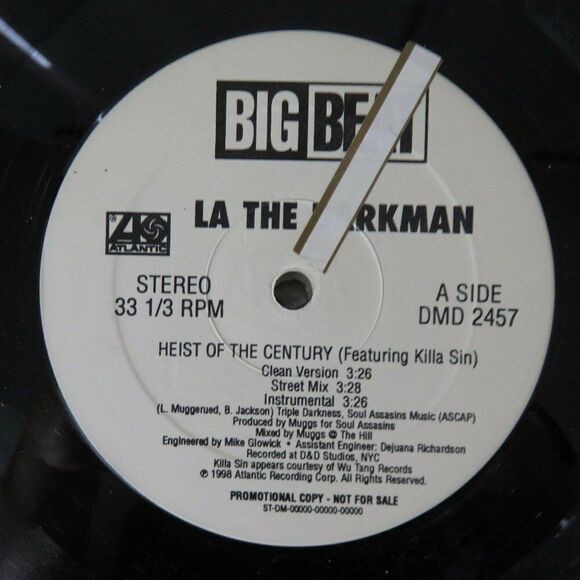 BIG BEAT
LA THE DARKMAN
ATLANTIC
STEREO
33 1/3 RPM
A SIDE
DMD 2457
HEIST OF THE CENTURY (Featuring Killa Sin)
Clean Version 3:26
Street Mix 3:28
Instrumental 3:26
(L. Muggerued, B. Jackson) Triple Darkness, Soul Assasins Music (ASCAP)
Produced by Muggs for Soul Assasins
Mixed by Muggs @ The Hill
Engineered by Mike Glowick • Assistant Engineer: Dejuana Richardson
Recorded at D&D Studios, NYC
Killa Sin appears courtesy of Wu Tang Records
℗ 1998 Atlantic Recording Corp. All Rights Reserved.
PROMOTIONAL COPY - NOT FOR SALE
ST-DM-00000-00000-00000